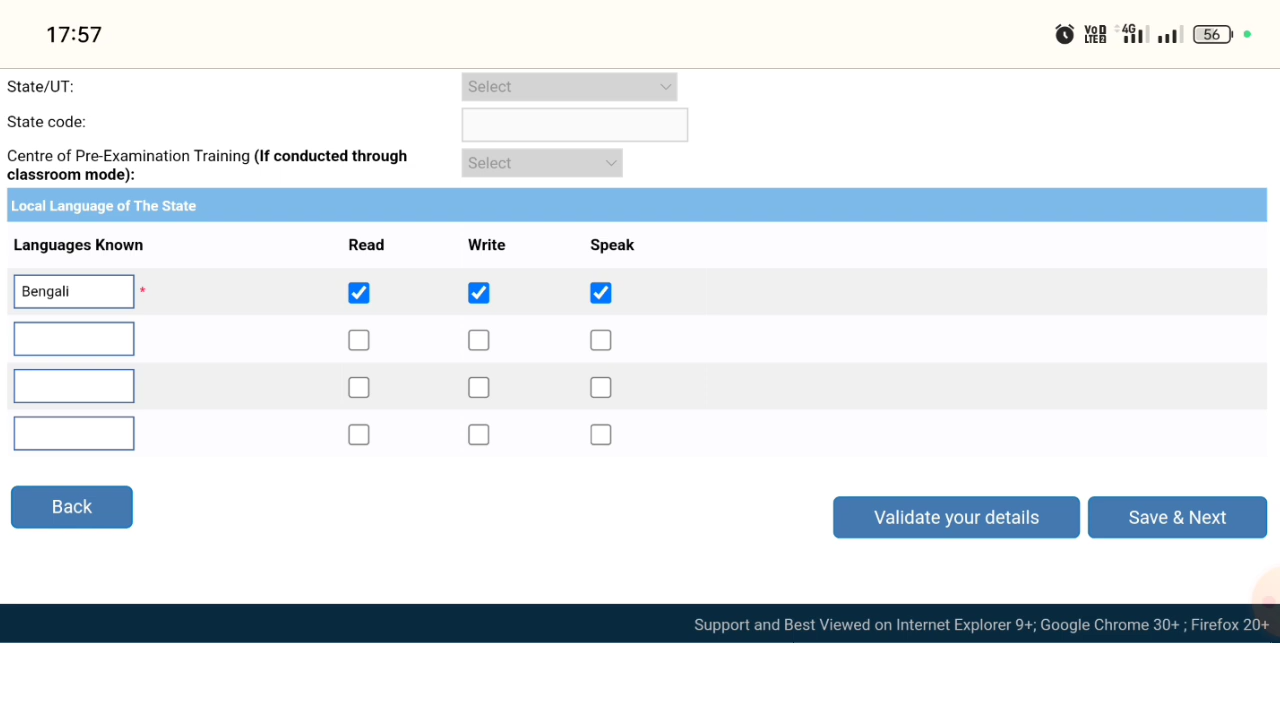 17:57
VoD LTE2 4G 56
State/UT: Select
State code:
Centre of Pre-Examination Training (If conducted through
classroom mode): Select
Local Language of The State
Languages Known Read Write Speak
Bengali *
Back
Validate your details Save & Next
Support and Best Viewed on Internet Explorer 9+; Google Chrome 30+ ; Firefox 20+